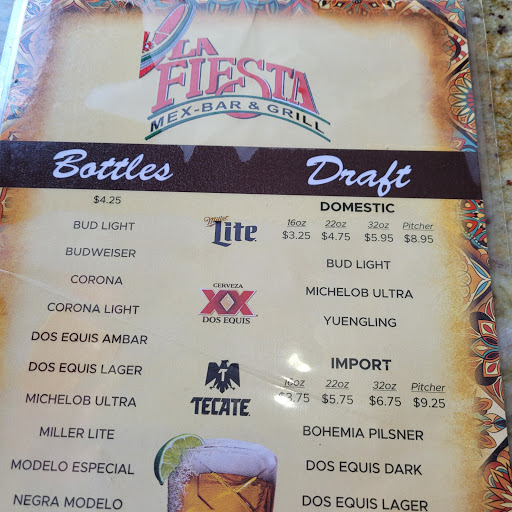 LA
FIESTA
MEX-BAR & GRILL
Bottles
Draft
$4.25
BUD LIGHT
BUDWEISER
CORONA
CORONA LIGHT
DOS EQUIS AMBAR
DOS EQUIS LAGER
MICHELOB ULTRA
MILLER LITE
MODELO ESPECIAL
NEGRA MODELO
Miller
Lite
CERVEZA
XX
DOS EQUIS
TECATE
DOMESTIC
16oz 22oz 32oz Pitcher
$3.25 $4.75 $5.95 $8.95
BUD LIGHT
MICHELOB ULTRA
YUENGLING
IMPORT
16oz 22oz 32oz Pitcher
$3.75 $5.75 $6.75 $9.25
BOHEMIA PILSNER
DOS EQUIS DARK
DOS EQUIS LAGER